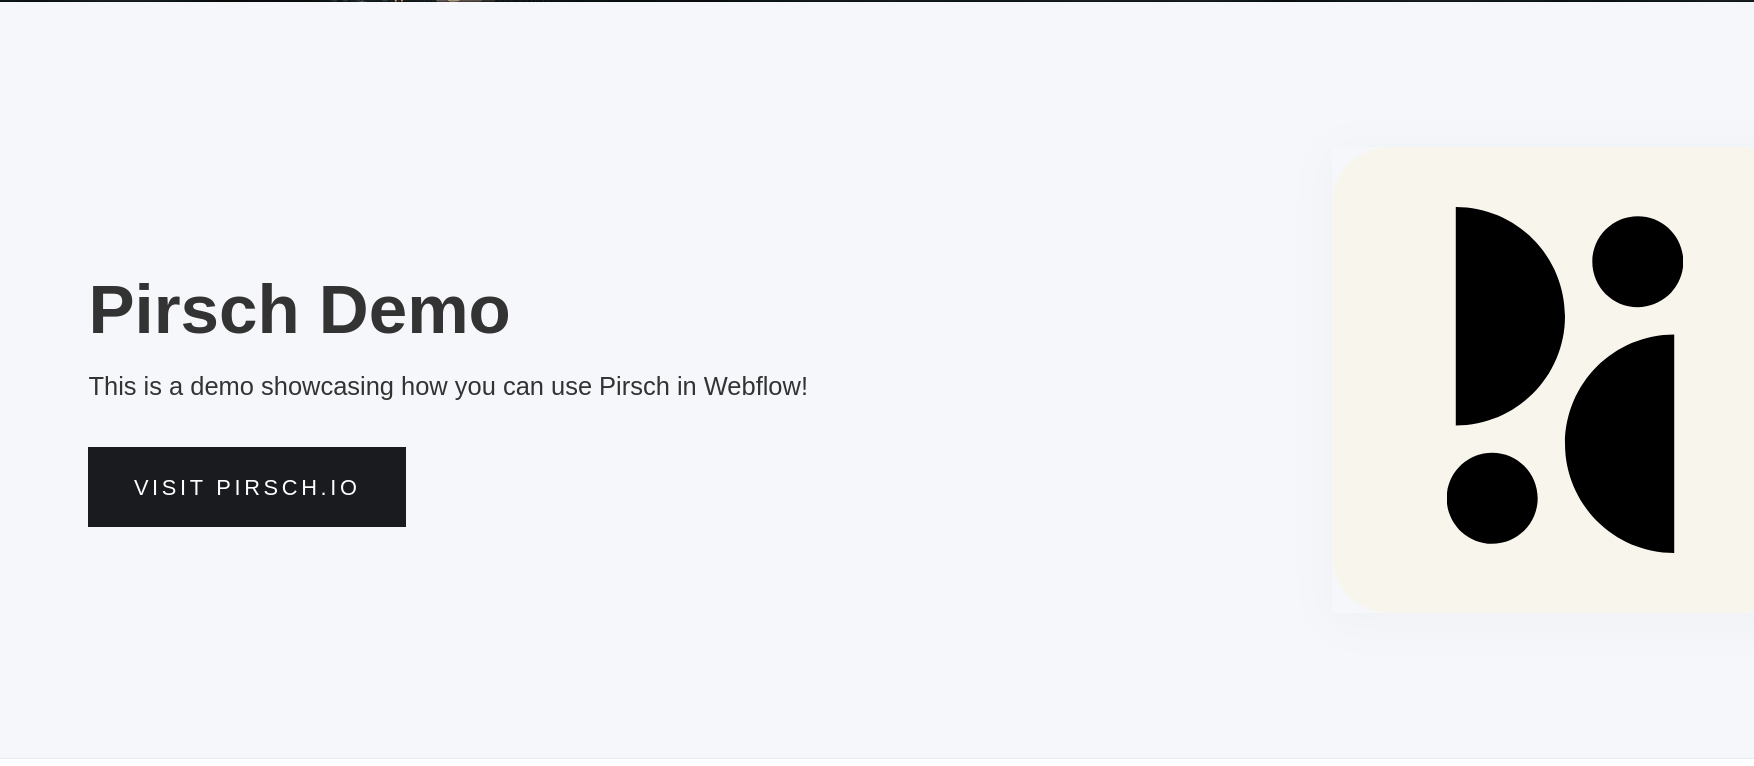 Pirsch Demo
This is a demo showcasing how you can use Pirsch in Webflow!
VISIT PIRSCH.IO